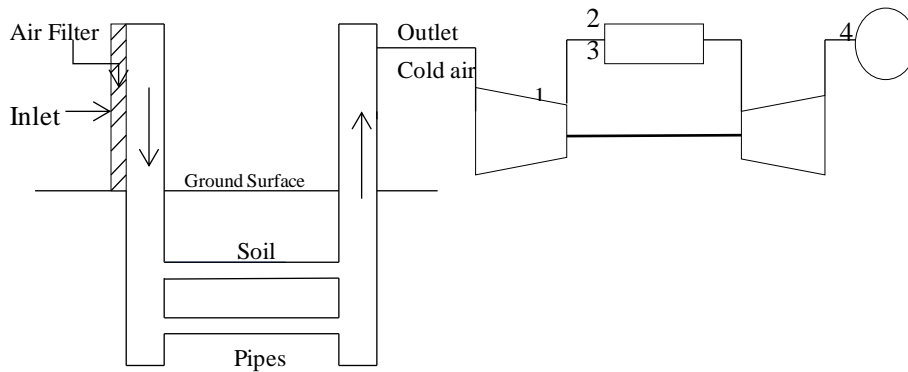 Air Filter
Inlet
Ground Surface
Soil
Pipes
Outlet
Cold air
1
2
3
4